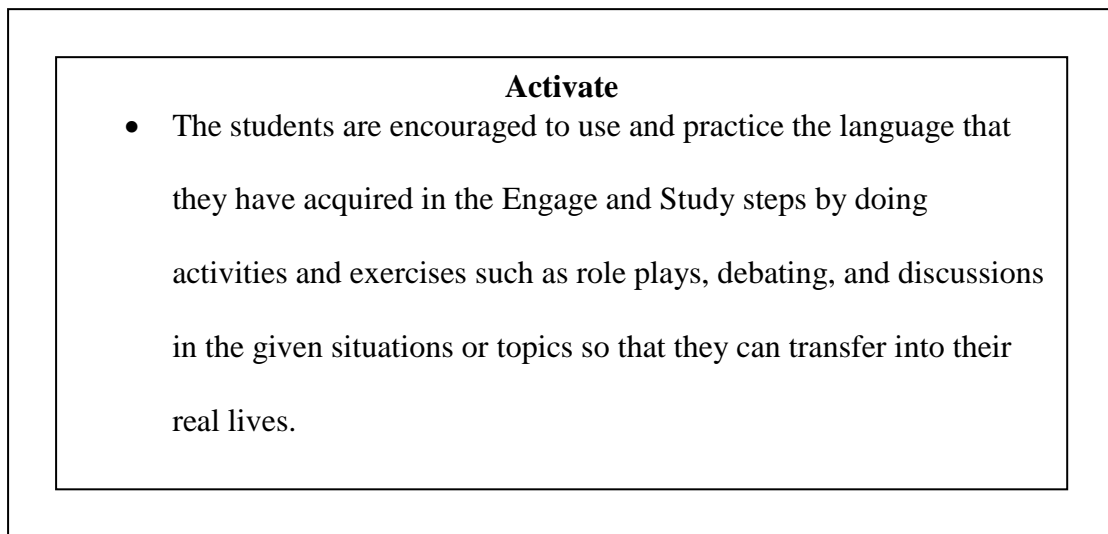 Activate
• The students are encouraged to use and practice the language that
they have acquired in the Engage and Study steps by doing
activities and exercises such as role plays, debating, and discussions
in the given situations or topics so that they can transfer into their
real lives.